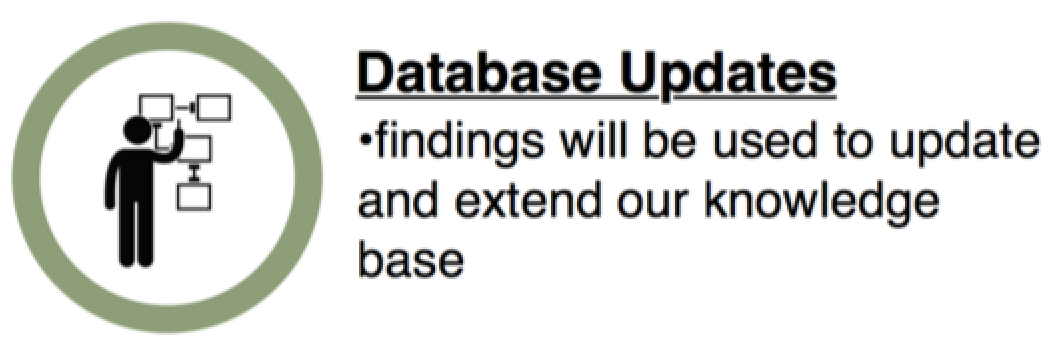 Database Updates
•findings will be used to update
and extend our knowledge
base